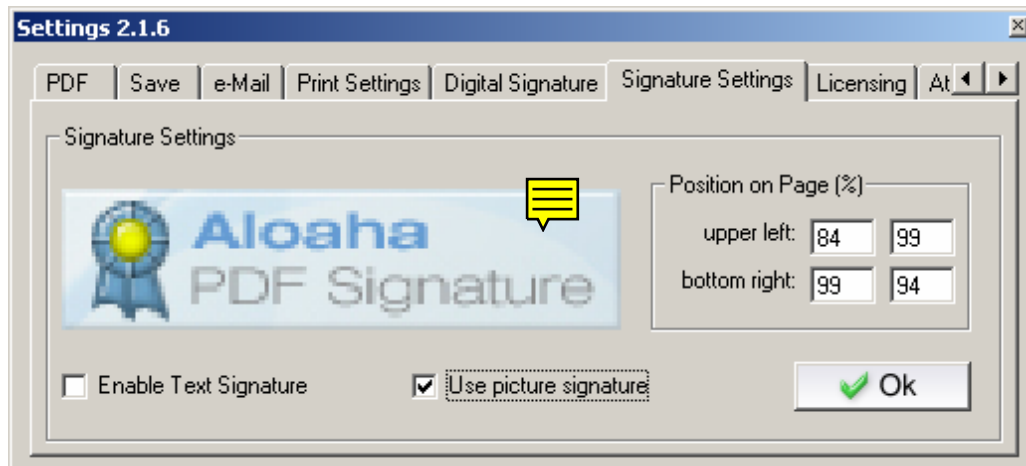 Settings 2.1.6
PDF Save e-Mail Print Settings Digital Signature Signature Settings Licensing At
Signature Settings
Aloaha
PDF Signature
Position on Page (%)
upper left: 84 99
bottom right: 99 94
Enable Text Signature Use picture signature Ok